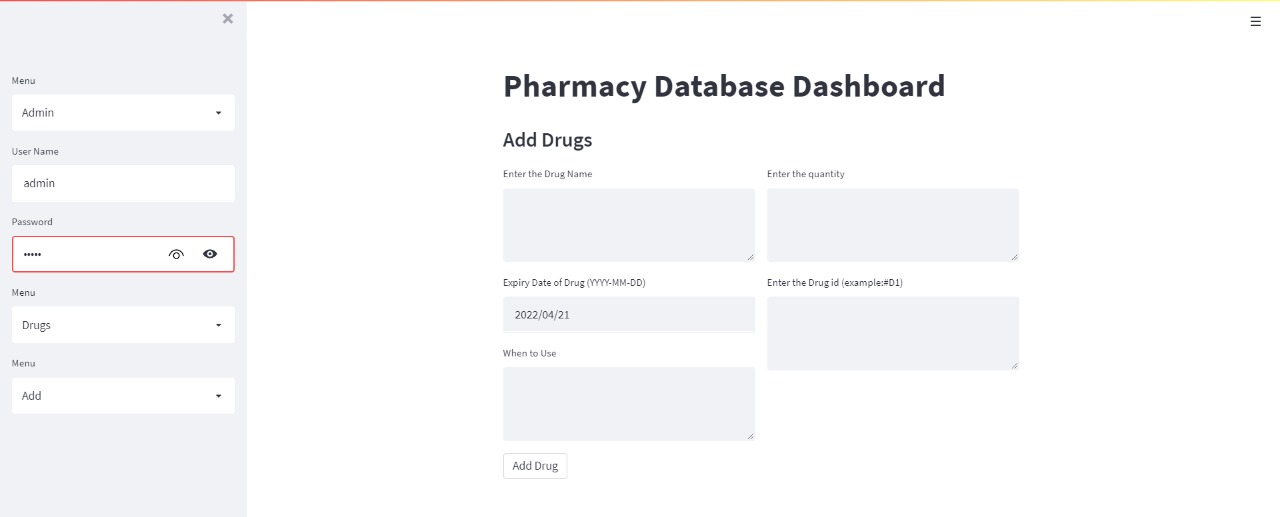 Menu
Admin
User Name
admin
Password
•••••
Menu
Drugs
Menu
Add
Pharmacy Database Dashboard
Add Drugs
Enter the Drug Name
Enter the quantity
Expiry Date of Drug (YYYY-MM-DD)
Enter the Drug id (example:#D1)
2022/04/21
When to Use
Add Drug